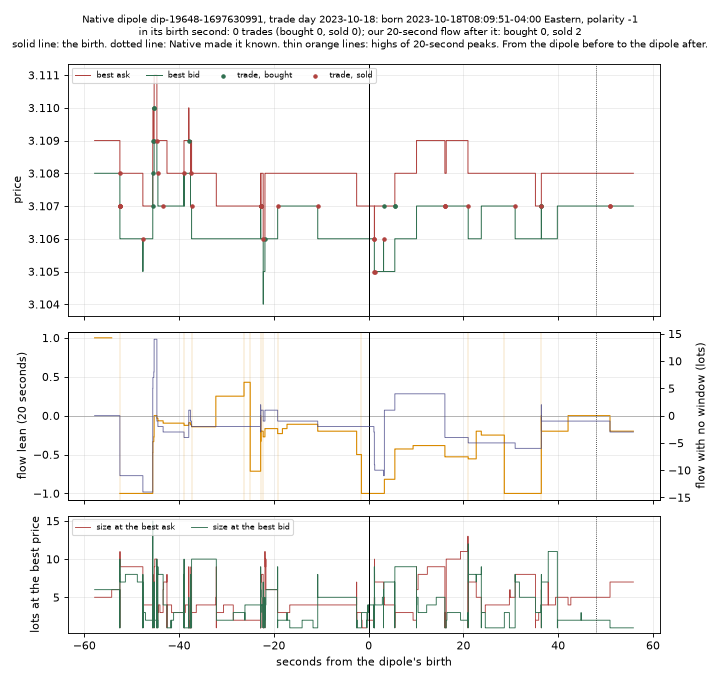 Native dipole dip-19648-1697630991, trade day 2023-10-18: born 2023-10-18T08:09:51-04:00 Eastern, polarity -1
in its birth second: 0 trades (bought 0, sold 0); our 20-second flow after it: bought 0, sold 2
solid line: the birth. dotted line: Native made it known. thin orange lines: highs of 20-second peaks. From the dipole before to the dipole after.
best ask
best bid
trade, bought
trade, sold
price
3.111
3.110
3.109
3.108
3.107
3.106
3.105
3.104
flow lean (20 seconds)
1.0
0.5
0.0
−0.5
−1.0
15
10
5
0
−5
−10
−15
flow with no window (lots)
size at the best ask
size at the best bid
lots at the best price
15
10
5
−60
−40
−20
0
20
40
60
seconds from the dipole's birth